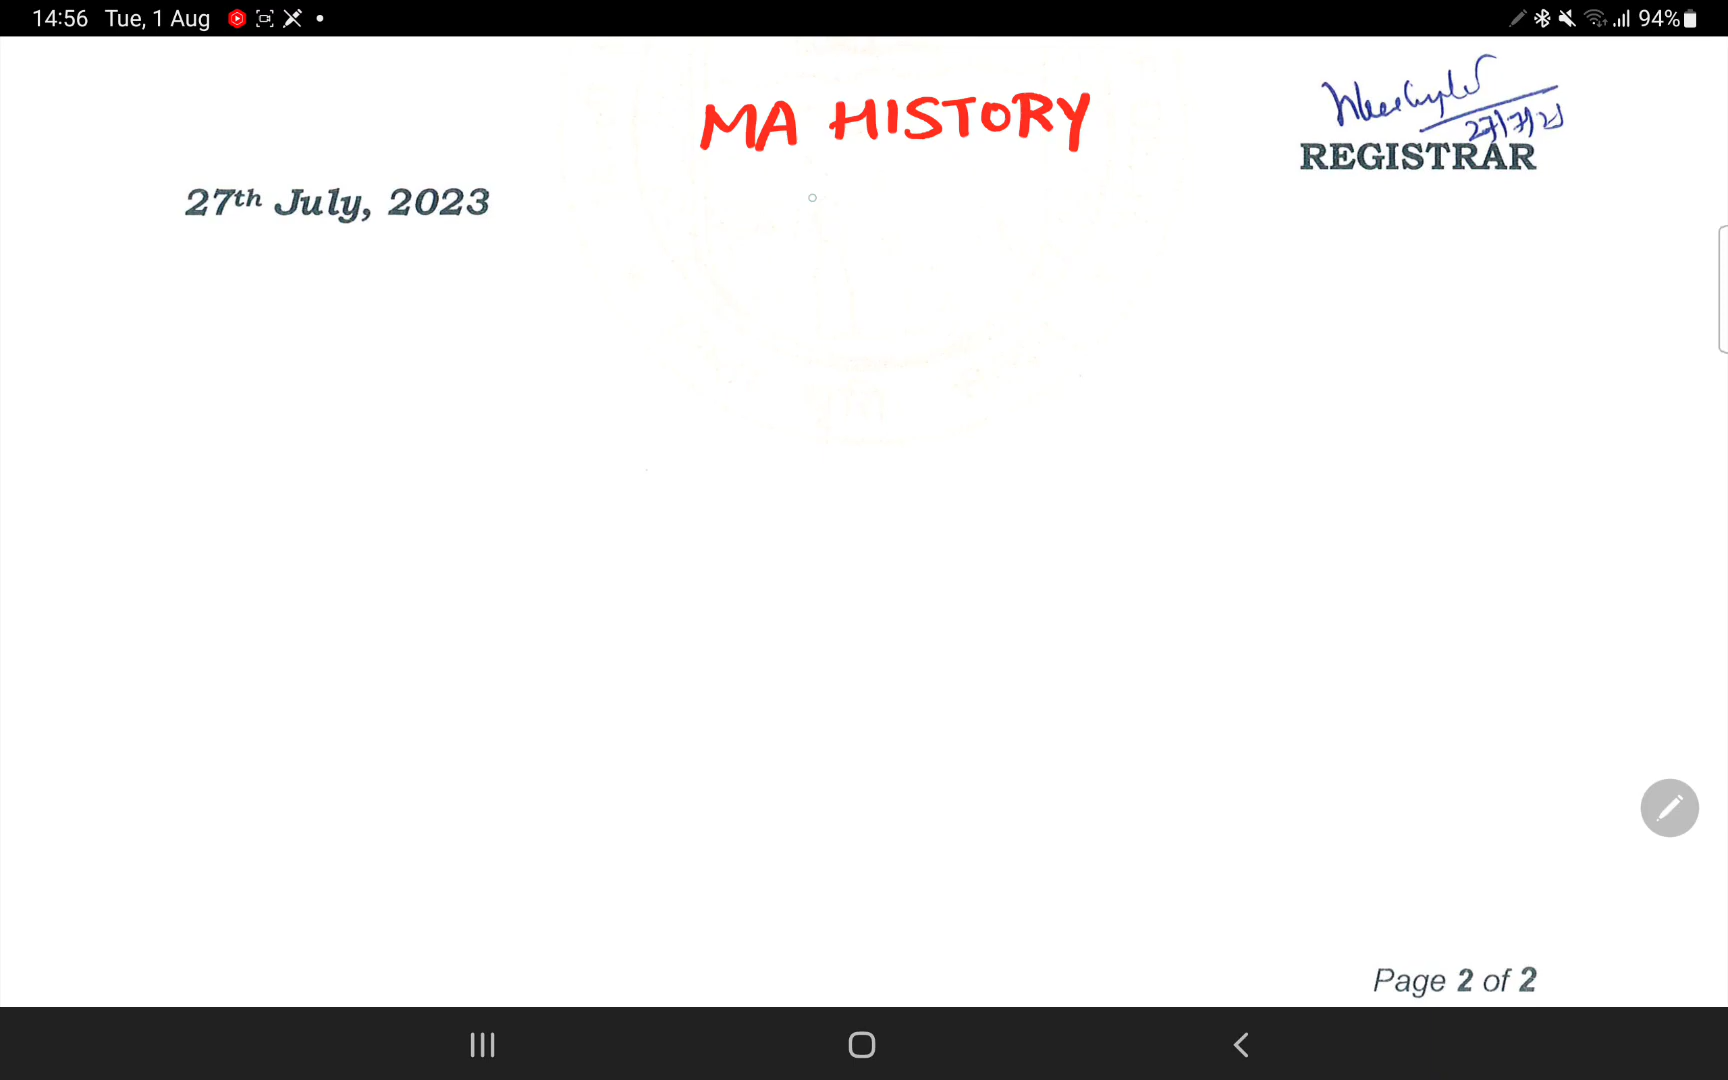 14:56 Tue, 1 Aug
94%
MA HISTORY
REGISTRAR
27th July, 2023
Page 2 of 2